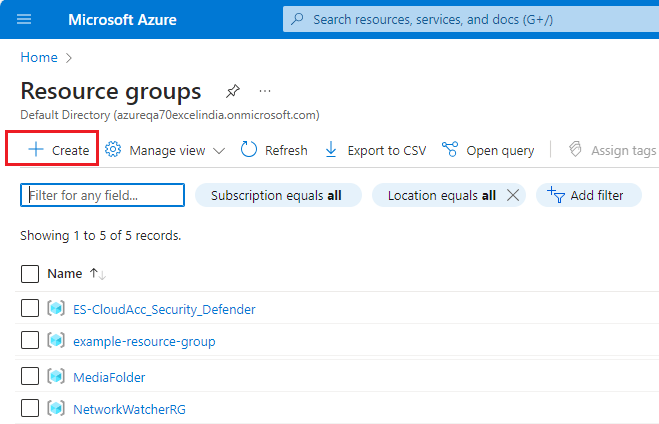 Microsoft Azure Search resources, services, and docs (G+/)
Home
Resource groups ...
Default Directory (azureqa70excelindia.onmicrosoft.com)
Create Manage view Refresh Export to CSV Open query Assign tags
Filter for any field... Subscription equals all Location equals all Add filter
Showing 1 to 5 of 5 records.
Name
ES-CloudAcc_Security_Defender
example-resource-group
MediaFolder
NetworkWatcherRG